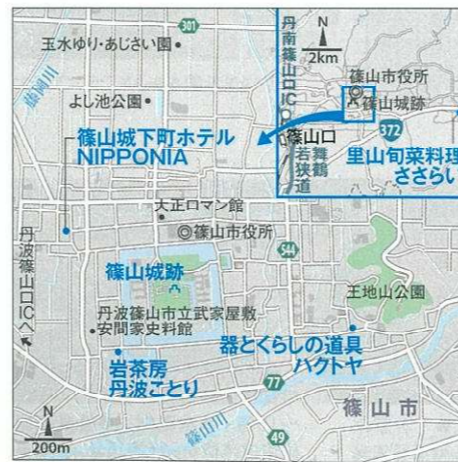 301
玉水ゆり・あじさい園
藤岡川
よし池公園
篠山城下町ホテル
NIPPONIA
大正ロマン館
篠山市役所
544
篠山城跡
丹波篠山口ICへ
丹波篠山市立武家屋敷
安間家史料館
王地山公園
器とくらしの道具
ハクトヤ
岩茶房
丹波ことり
77
篠山市
篠山川
49
N
200m
N
2km
丹南篠山口IC
篠山市役所
篠山城跡
372
篠山口
舞鶴
若狭道
里山旬菜料理
ささらい